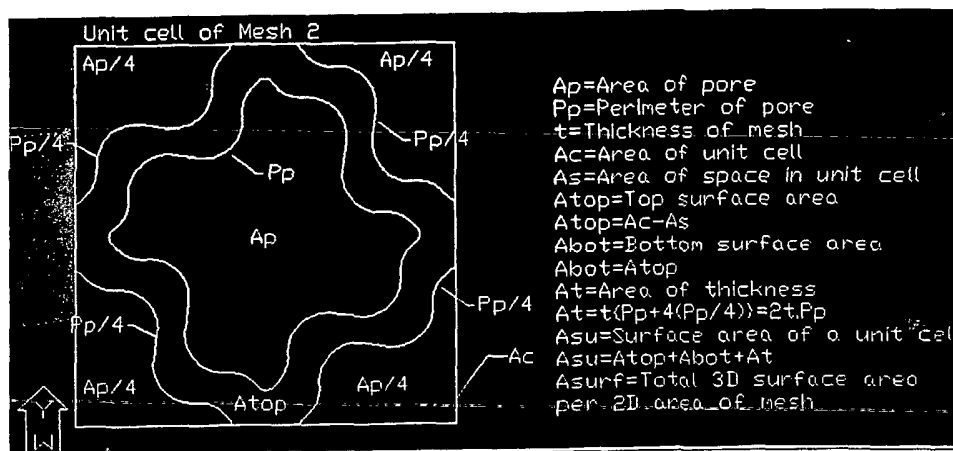 Unit cell of Mesh 2
Ap/4
Ap/4
Pp/4
Pp/4
Pp
Ap
Pp/4
Pp/4
Ap/4
Ap/4
Atop
Ac
Y
W
Ap=Area of pore
Pp=Perimeter of pore
t=Thickness of mesh
Ac=Area of unit cell
As=Area of space in unit cell
Atop=Top surface area
Atop=Ac-As
Abot=Bottom surface area
Abot=Atop
At=Area of thickness
At=t(Pp+4(Pp/4))=2t.Pp
Asu=Surface area of a unit cel
Asu=Atop+Abot+At
Asurf=Total 3D surface area
per 2D area of mesh